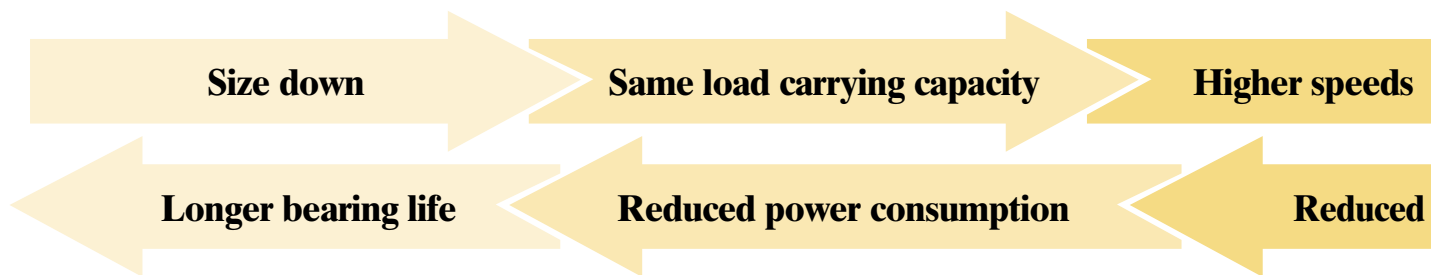 Size down Same load carrying capacity Higher speeds
Longer bearing life Reduced power consumption Reduced